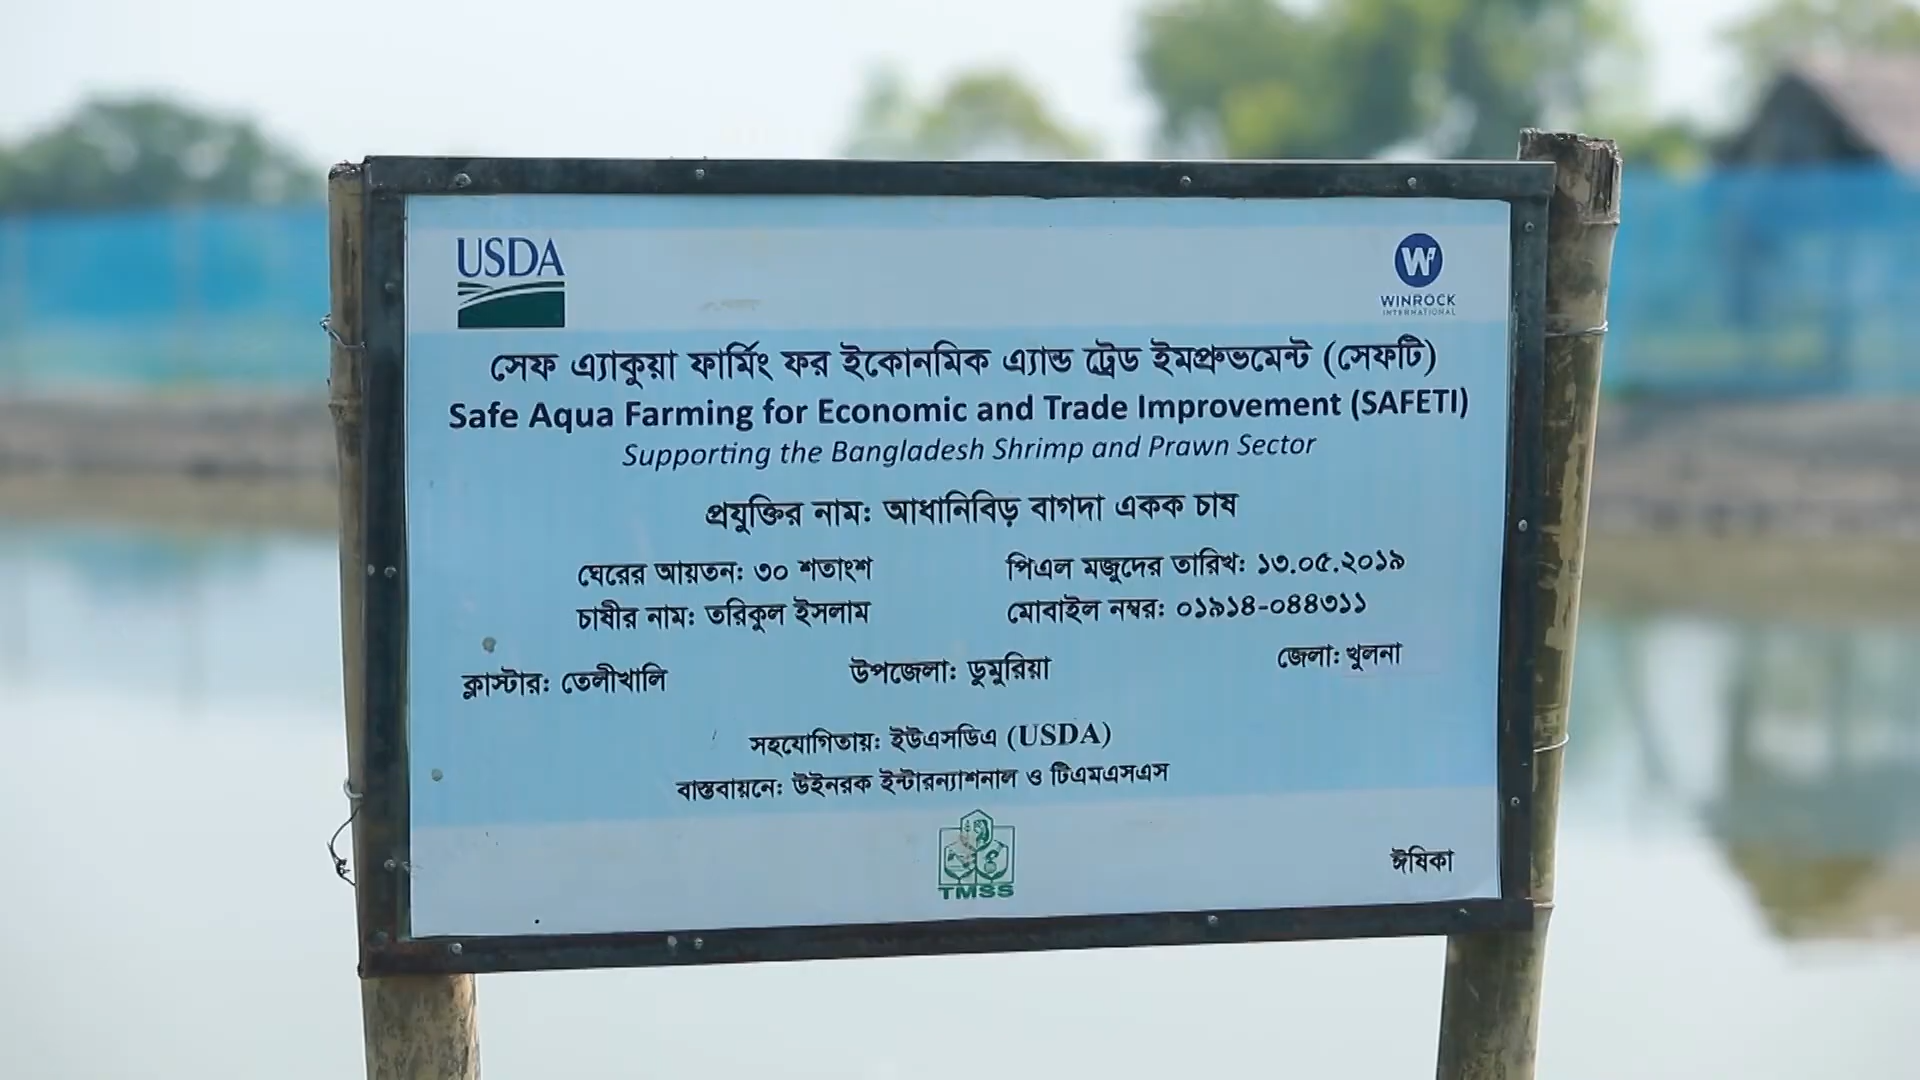 USDA
WINROCK
INTERNATIONAL
সেফ এ্যাকুয়া ফার্মিং ফর ইকোনমিক এ্যান্ড ট্রেড ইমপ্রুভমেন্ট (সেফটি)
Safe Aqua Farming for Economic and Trade Improvement (SAFETI)
Supporting the Bangladesh Shrimp and Prawn Sector
প্রযুক্তির নাম: আধানিবিড় বাগদা একক চাষ
ঘেরের আয়তন: ৩০ শতাংশ
পিএল মজুদের তারিখ: ১৩.০৫.২০১৯
চাষীর নাম: তরিকুল ইসলাম
মোবাইল নম্বর: ০১৯১৪-০৪৪৩১১
ক্লাস্টার: তেলীখালি
উপজেলা: ডুমুরিয়া
জেলা: খুলনা
সহযোগিতায়: ইউএসডিএ (USDA)
বাস্তবায়নে: উইনরক ইন্টারন্যাশনাল ও টিএমএসএস
TMSS
ঈষিকা